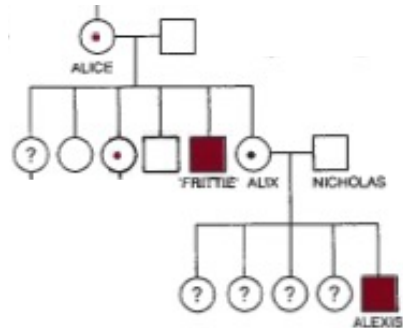 ALICE
?
'FRITTIE' ALIX NICHOLAS
? ? ? ?
ALEXIS